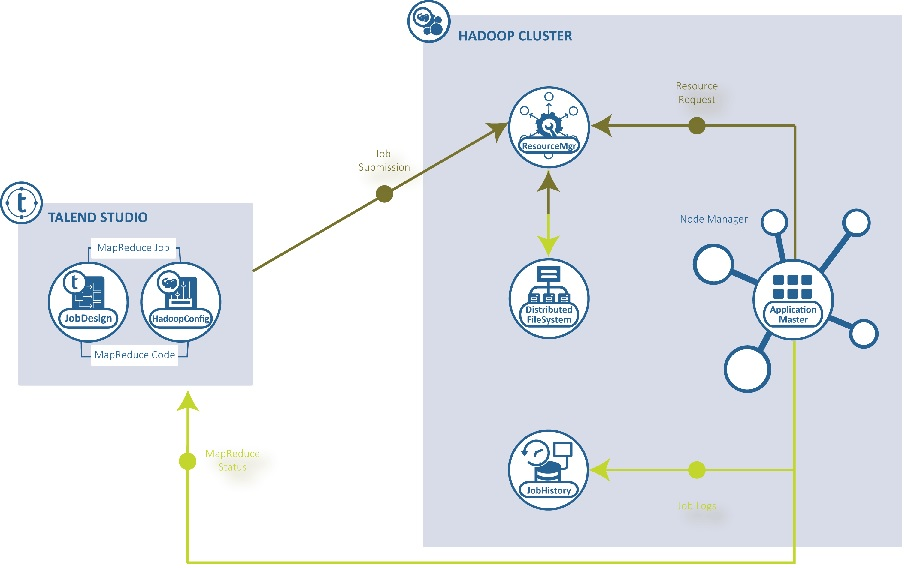 HADOOP CLUSTER
Resource
Request
ResourceMgr
Job
Submission
t
TALEND STUDIO
Node Manager
MapReduce Job
t
JobDesign
HadoopConfig
Distributed
FileSystem
Application
Master
MapReduce Code
MapReduce
Status
JobHistory
Job Logs